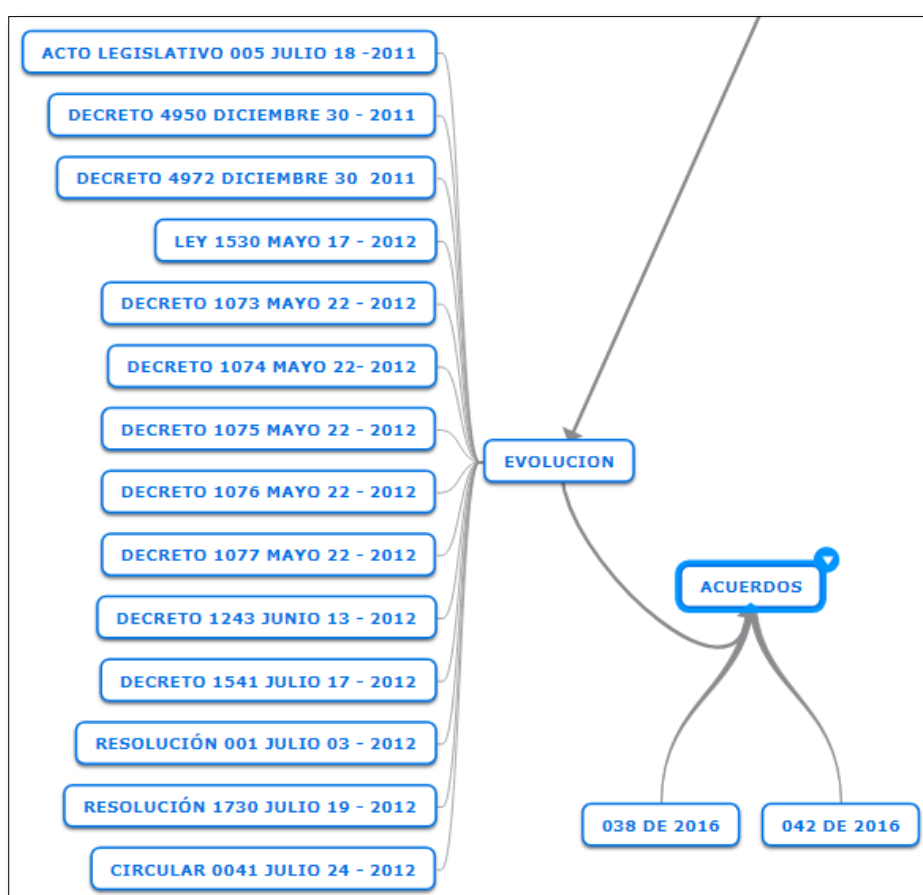 ACTO LEGISLATIVO 005 JULIO 18 -2011
DECRETO 4950 DICIEMBRE 30 - 2011
DECRETO 4972 DICIEMBRE 30  2011
LEY 1530 MAYO 17 - 2012
DECRETO 1073 MAYO 22 - 2012
DECRETO 1074 MAYO 22- 2012
DECRETO 1075 MAYO 22 - 2012
DECRETO 1076 MAYO 22 - 2012
DECRETO 1077 MAYO 22 - 2012
DECRETO 1243 JUNIO 13 - 2012
DECRETO 1541 JULIO 17 - 2012
RESOLUCIÓN 001 JULIO 03 - 2012
RESOLUCIÓN 1730 JULIO 19 - 2012
CIRCULAR 0041 JULIO 24 - 2012
EVOLUCION
ACUERDOS
038 DE 2016
042 DE 2016